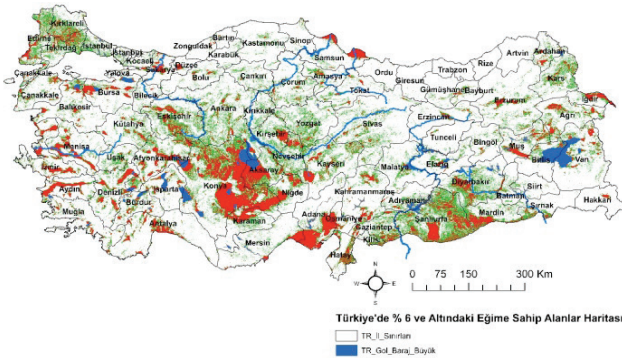 Kırklareli
Edirne
Tekirdağ
İstanbul
İstanbul
Kocaeli
Yalova
Sakarya
Düzce
Zonguldak
Bartın
Karabük
Kastamonu
Sinop
Samsun
Ordu
Giresun
Trabzon
Rize
Artvin
Ardahan
Kars
Iğdır
Çanakkale
Çanakkale
Balıkesir
Bursa
Bilecik
Bolu
Çankırı
Çorum
Amasya
Tokat
Gümüşhane
Bayburt
Erzurum
Ağrı
Kütahya
Eskişehir
Ankara
Kırıkkale
Yozgat
Sivas
Erzincan
Tunceli
Bingöl
Muş
Bitlis
Van
Manisa
İzmir
Uşak
Afyonkarahisar
Kırşehir
Nevşehir
Aksaray
Kayseri
Malatya
Elazığ
Diyarbakır
Batman
Siirt
Şırnak
Hakkari
Aydın
Denizli
Isparta
Burdur
Muğla
Antalya
Konya
Karaman
Niğde
Mersin
Adana
Osmaniye
Kahramanmaraş
Gaziantep
Kilis
Hatay
Adıyaman
Şanlıurfa
Mardin
N
W
E
S
0
75
150
300 Km
Türkiye'de % 6 ve Altındaki Eğime Sahip Alanlar Haritası
TR_İl_Sınırları
TR_Gol_Baraj_Büyük